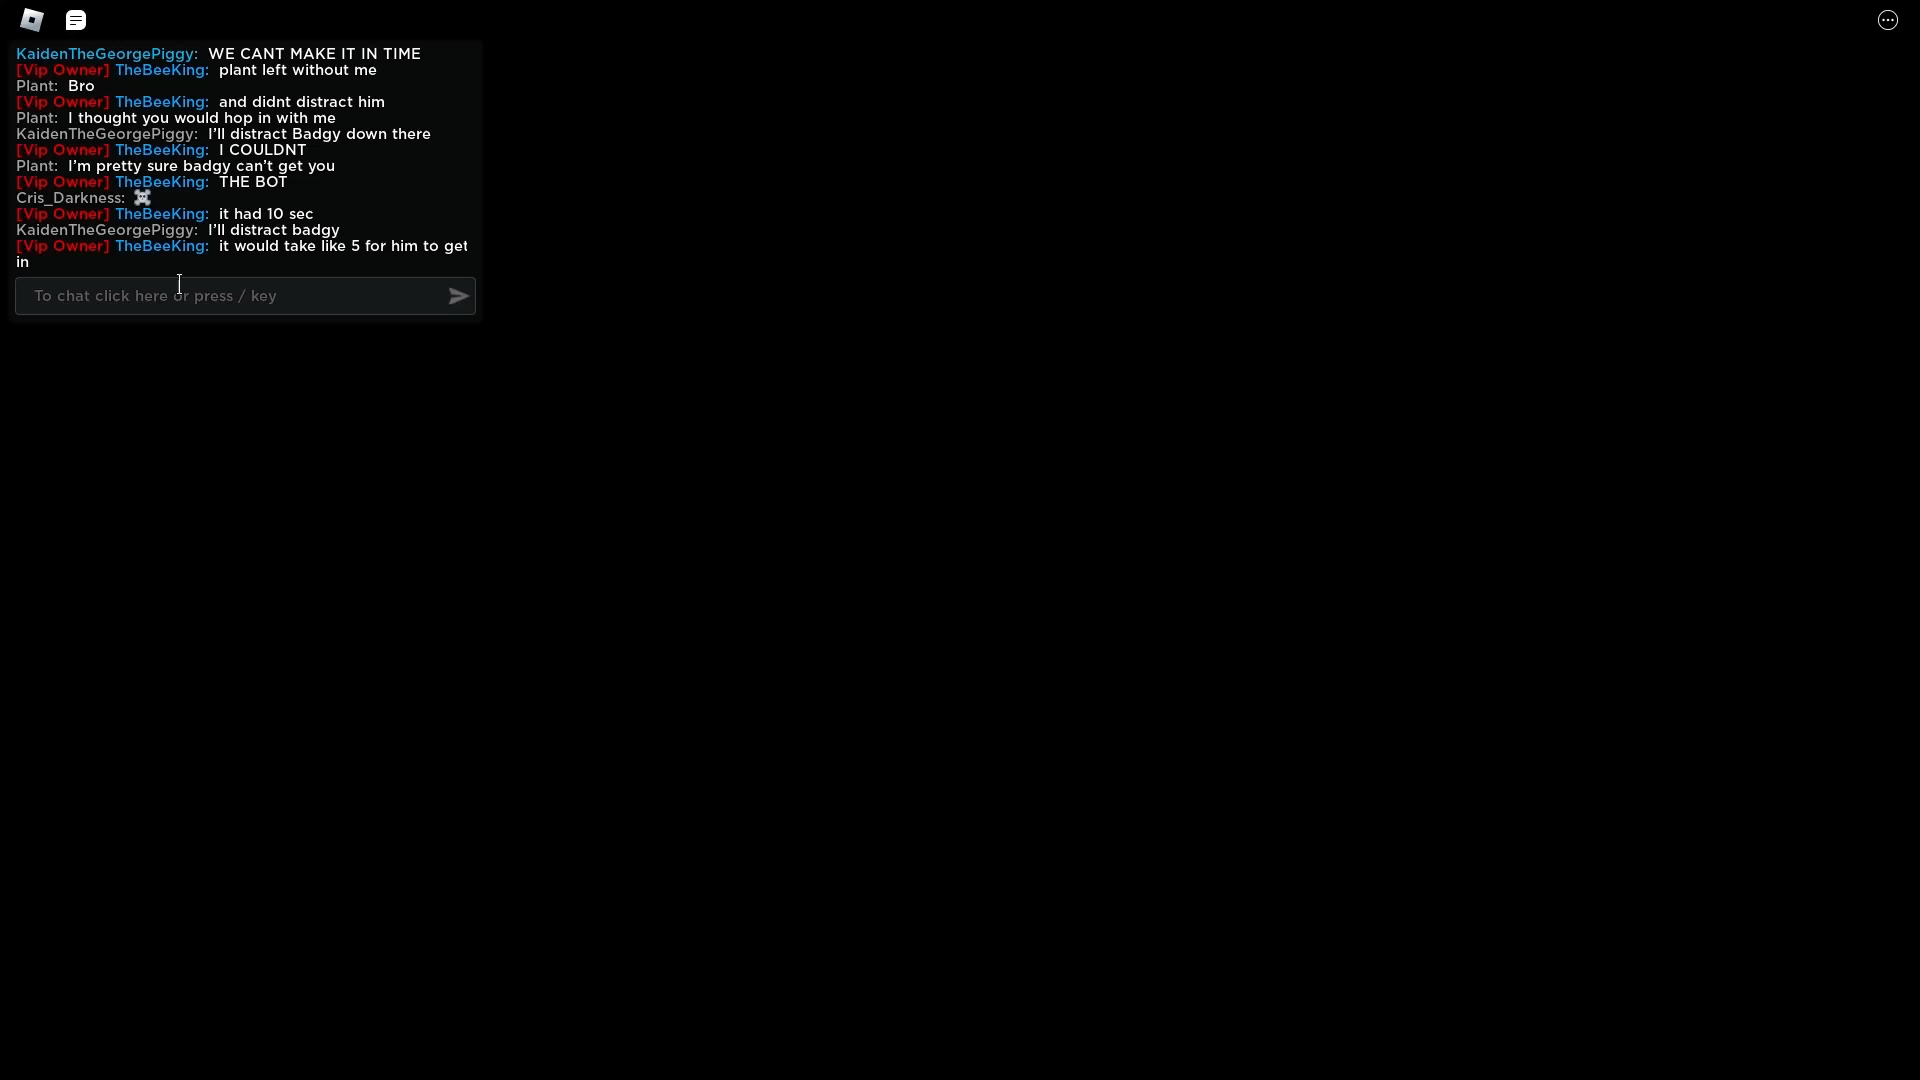 KaidenTheGeorgePiggy: WE CANT MAKE IT IN TIME
[Vip Owner] TheBeeKing: plant left without me
Plant: Bro
[Vip Owner] TheBeeKing: and didnt distract him
Plant: I thought you would hop in with me
KaidenTheGeorgePiggy: I’ll distract Badgy down there
[Vip Owner] TheBeeKing: I COULDNT
Plant: I’m pretty sure badgy can’t get you
[Vip Owner] TheBeeKing: THE BOT
Cris_Darkness: ☠️
[Vip Owner] TheBeeKing: it had 10 sec
KaidenTheGeorgePiggy: I’ll distract badgy
[Vip Owner] TheBeeKing: it would take like 5 for him to get
in
To chat click here or press / key